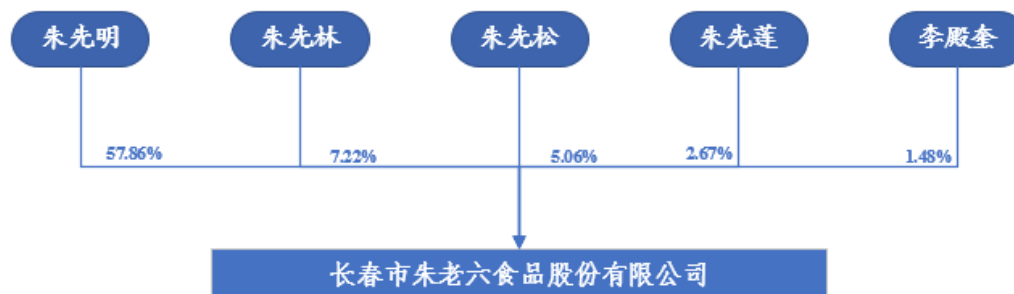 朱先明 朱先林 朱先松 朱先莲 李殿奎
57.86% 7.22% 5.06% 2.67% 1.48%
长春市朱老六食品股份有限公司